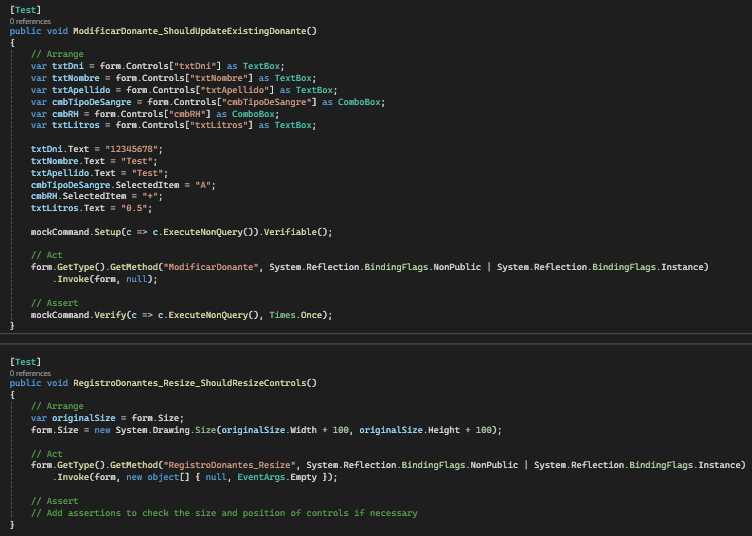 [Test]
0 references
public void ModificarDonante_ShouldUpdateExistingDonante()
{
// Arrange
var txtDni = form.Controls["txtDni"] as TextBox;
var txtNombre = form.Controls["txtNombre"] as TextBox;
var txtApellido = form.Controls["txtApellido"] as TextBox;
var cmbTipoDeSangre = form.Controls["cmbTipoDeSangre"] as ComboBox;
var cmbRH = form.Controls["cmbRH"] as ComboBox;
var txtLitros = form.Controls["txtLitros"] as TextBox;
txtDni.Text = "12345678";
txtNombre.Text = "Test";
txtApellido.Text = "Test";
cmbTipoDeSangre.SelectedItem = "A";
cmbRH.SelectedItem = "+";
txtLitros.Text = "0.5";
mockCommand.Setup(c => c.ExecuteNonQuery()).Verifiable();
// Act
form.GetType().GetMethod("ModificarDonante", System.Reflection.BindingFlags.NonPublic | System.Reflection.BindingFlags.Instance)
.Invoke(form, null);
// Assert
mockCommand.Verify(c => c.ExecuteNonQuery(), Times.Once);
}
[Test]
0 references
public void RegistroDonantes_Resize_ShouldResizeControls()
{
// Arrange
var originalSize = form.Size;
form.Size = new System.Drawing.Size(originalSize.Width + 100, originalSize.Height + 100);
// Act
form.GetType().GetMethod("RegistroDonantes_Resize", System.Reflection.BindingFlags.NonPublic | System.Reflection.BindingFlags.Instance)
.Invoke(form, new object[] { null, EventArgs.Empty });
// Assert
// Add assertions to check the size and position of controls if necessary
}